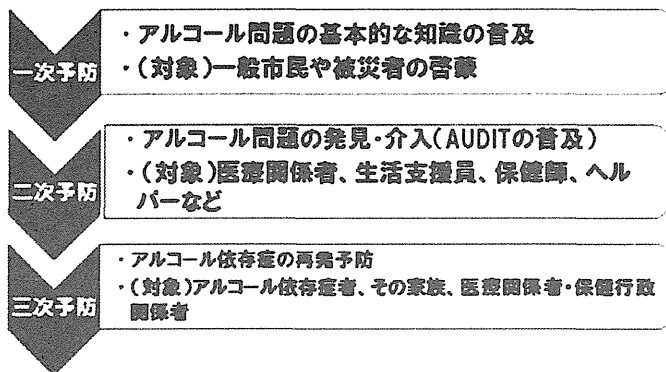 一次予防
・アルコール問題の基本的な知識の普及
・(対象)一般市民や被災者の啓蒙
二次予防
・アルコール問題の発見・介入(AUDITの普及)
・(対象)医療関係者、生活支援員、保健師、ヘル
パーなど
三次予防
・アルコール依存症の再発予防
・(対象)アルコール依存症者、その家族、医療関係者・保健行政
関係者